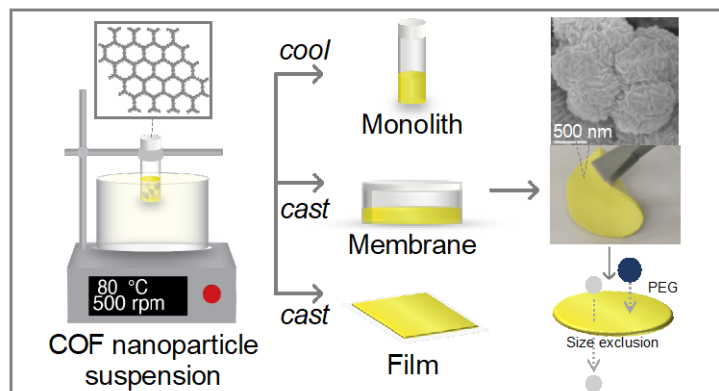 80 °C
500 rpm
COF nanoparticle
suspension
cool
Monolith
cast
Membrane
cast
Film
500 nm
PEG
Size exclusion